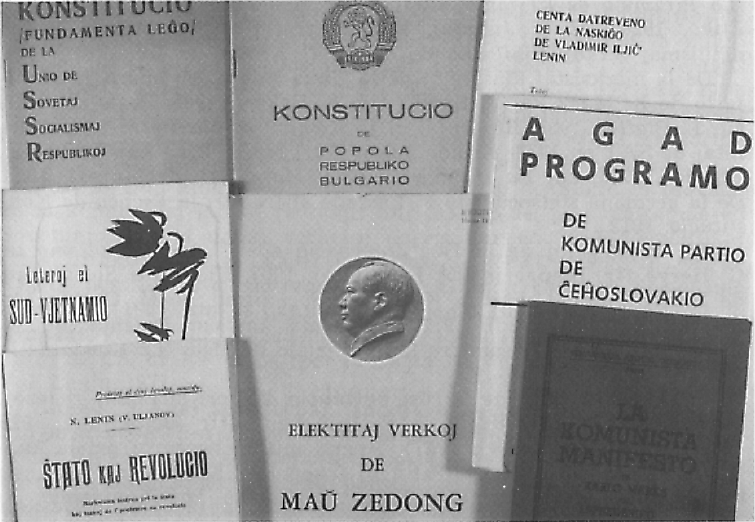 KONSTITUCIO
/FUNDAMENTA LEĜO/
DE LA
UNIO DE
SOVETAJ
SOCIALISMAJ
RESPUBLIKOJ
KONSTITUCIO
DE
POPOLA
RESPUBLIKO
BULGARIO
CENTA DATREVENO
DE LA NASKIĜO
DE VLADIMIR ILJIĈ
LENIN
AGAD
PROGRAMO
DE
KOMUNISTA PARTIO
DE
ĈEĤOSLOVAKIO
Leteroj el
SUD-VJETNAMIO
N. LENIN (V. ULJANOV)
ŜTATO KAJ REVOLUCIO
ELEKTITAJ VERKOJ
DE
MAŬ ZEDONG
LA
KOMUNISTA
MANIFESTO